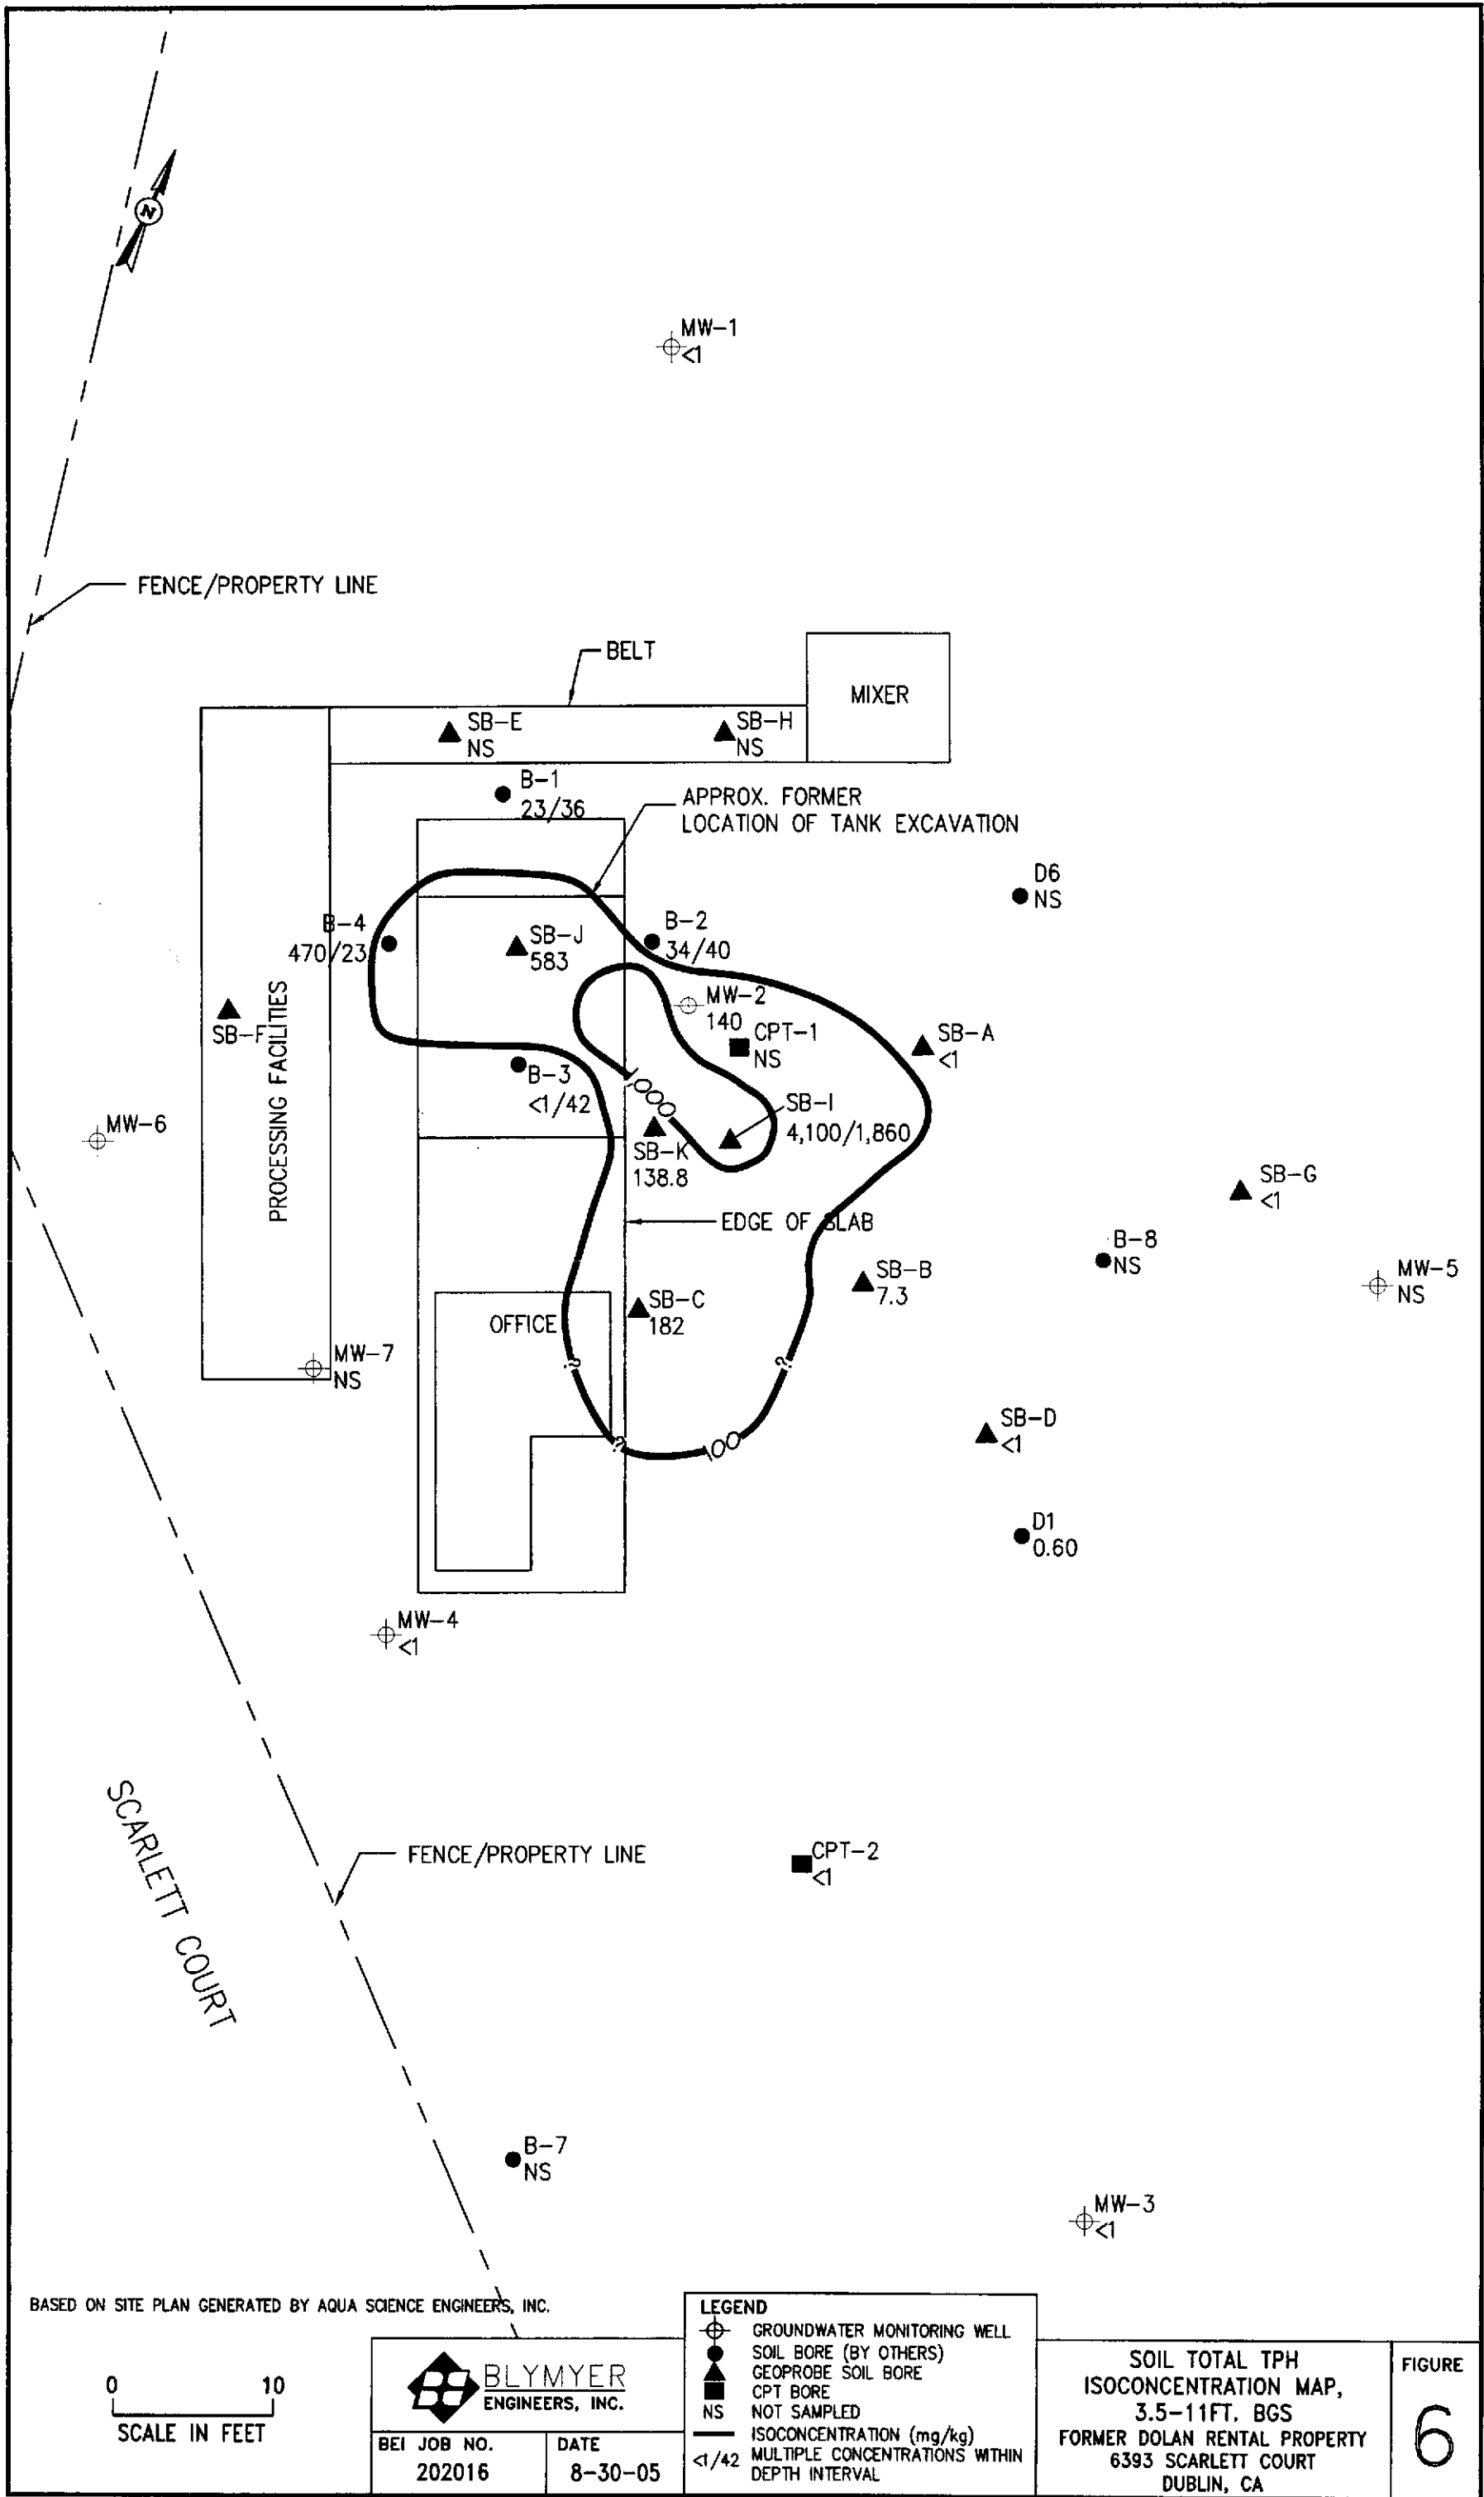 N
MW-1
<1
FENCE/PROPERTY LINE
BELT
MIXER
SB-E
NS
SB-H
NS
B-1
23/36
APPROX. FORMER
LOCATION OF TANK EXCAVATION
D6
NS
B-4
470/23
SB-J
583
B-2
34/40
MW-2
140
CPT-1
NS
SB-A
<1
SB-F
PROCESSING FACILITIES
B-3
<1/42
1,000
SB-I
4,100/1,860
MW-6
SB-K
138.8
SB-G
<1
EDGE OF SLAB
B-8
NS
MW-5
NS
SB-B
7.3
SB-C
182
OFFICE
MW-7
NS
?
?
?
100
SB-D
<1
D1
0.60
MW-4
<1
SCARLETT COURT
FENCE/PROPERTY LINE
CPT-2
<1
B-7
NS
MW-3
<1
BASED ON SITE PLAN GENERATED BY AQUA SCIENCE ENGINEERS, INC.
0 10
SCALE IN FEET
BLYMYER
ENGINEERS, INC.
BEI JOB NO.
202016
DATE
8-30-05
LEGEND
GROUNDWATER MONITORING WELL
SOIL BORE (BY OTHERS)
GEOPROBE SOIL BORE
CPT BORE
NS NOT SAMPLED
ISOCONCENTRATION (mg/kg)
<1/42 MULTIPLE CONCENTRATIONS WITHIN
DEPTH INTERVAL
SOIL TOTAL TPH
ISOCONCENTRATION MAP,
3.5-11FT. BGS
FORMER DOLAN RENTAL PROPERTY
6393 SCARLETT COURT
DUBLIN, CA
FIGURE
6